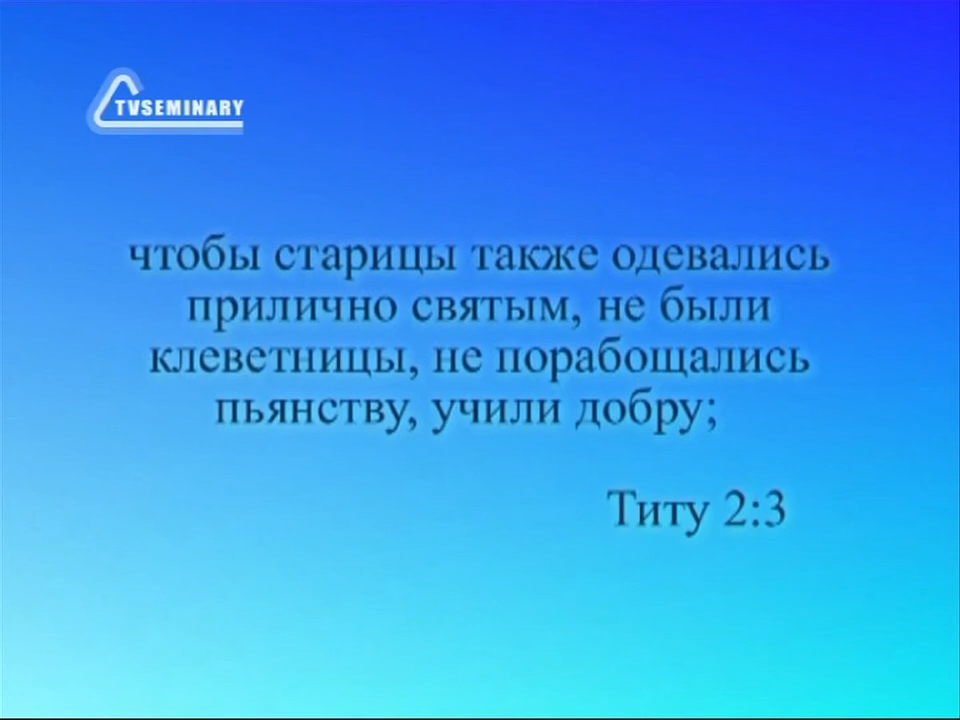 TVSEMINARY
чтобы старицы также одевались
прилично святым, не были
клеветницы, не порабощались
пьянству, учили добру;
Титу 2:3